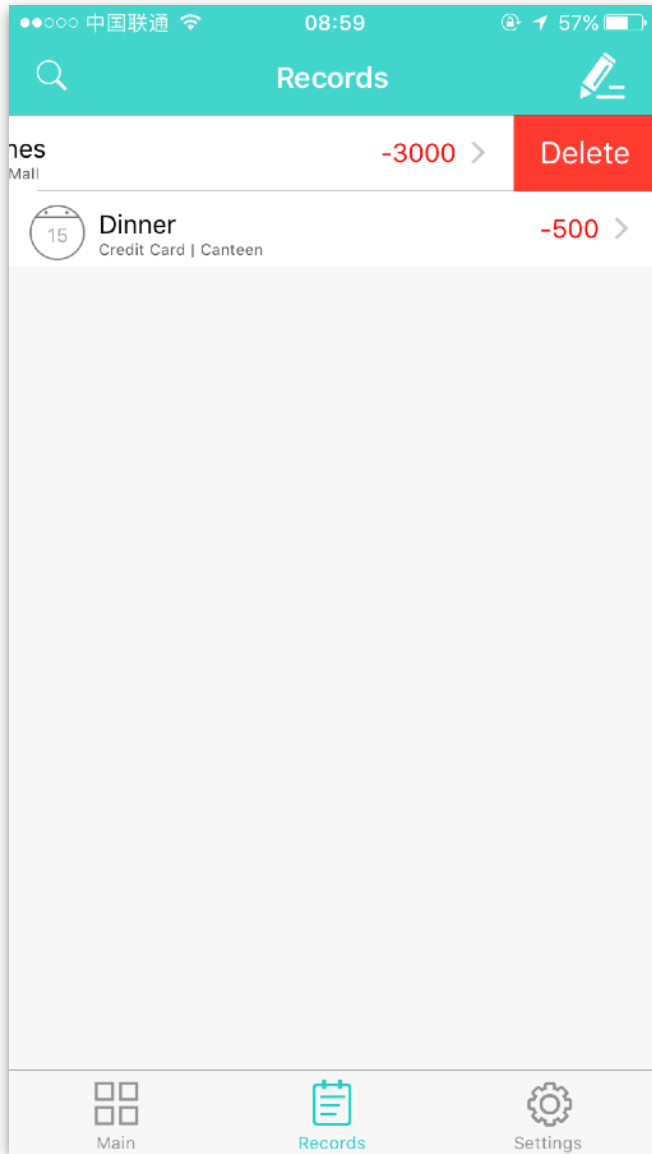 中国联通 08:59 57%
Records
nes -3000 Delete
Mall
15 Dinner -500
Credit Card | Canteen
Main Records Settings